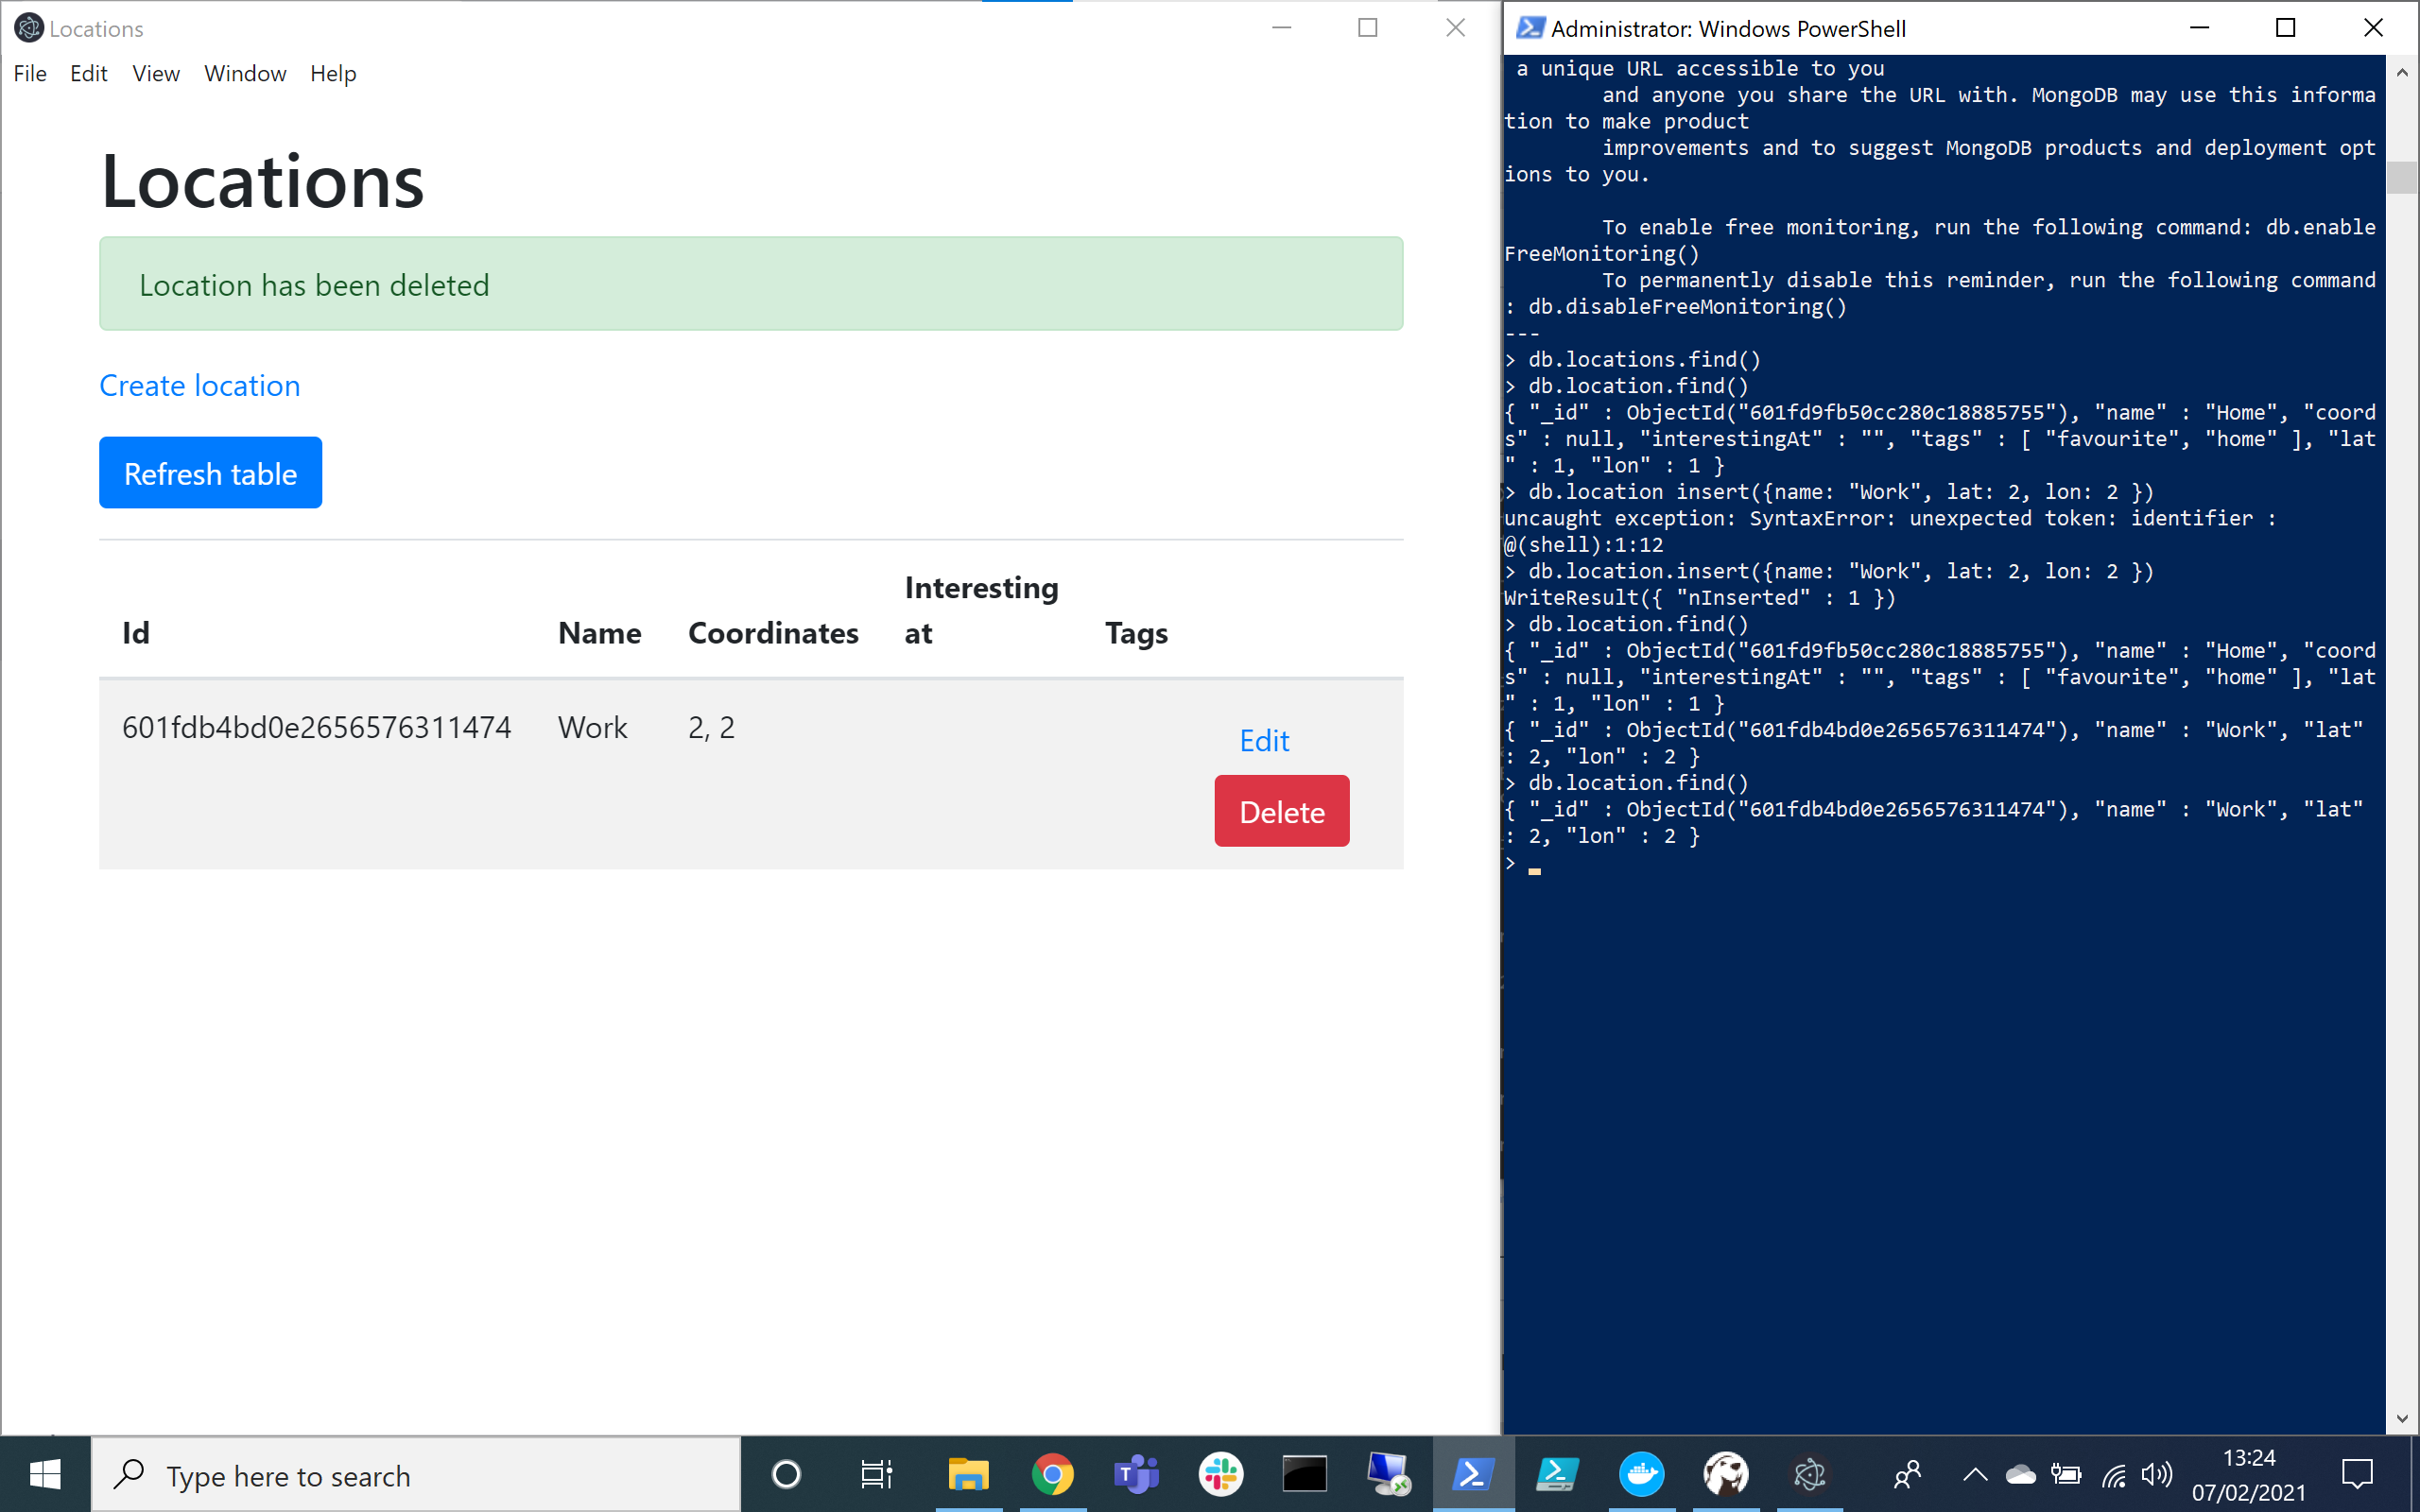 Locations
File Edit View Window Help
Locations
Location has been deleted
Create location
Refresh table
Id Name Coordinates Interesting at Tags
601fdb4bd0e2656576311474 Work 2, 2 Edit
Delete
Administrator: Windows PowerShell
a unique URL accessible to you
and anyone you share the URL with. MongoDB may use this informa
tion to make product
improvements and to suggest MongoDB products and deployment opt
ions to you.
To enable free monitoring, run the following command: db.enable
FreeMonitoring()
To permanently disable this reminder, run the following command
: db.disableFreeMonitoring()
---
> db.locations.find()
> db.location.find()
{ "_id" : ObjectId("601fd9fb50cc280c18885755"), "name" : "Home", "coord
s" : null, "interestingAt" : "", "tags" : [ "favourite", "home" ], "lat
" : 1, "lon" : 1 }
> db.location insert({name: "Work", lat: 2, lon: 2 })
uncaught exception: SyntaxError: unexpected token: identifier :
@(shell):1:12
> db.location.insert({name: "Work", lat: 2, lon: 2 })
WriteResult({ "nInserted" : 1 })
> db.location.find()
{ "_id" : ObjectId("601fd9fb50cc280c18885755"), "name" : "Home", "coord
s" : null, "interestingAt" : "", "tags" : [ "favourite", "home" ], "lat
" : 1, "lon" : 1 }
{ "_id" : ObjectId("601fdb4bd0e2656576311474"), "name" : "Work", "lat"
: 2, "lon" : 2 }
> db.location.find()
{ "_id" : ObjectId("601fdb4bd0e2656576311474"), "name" : "Work", "lat"
: 2, "lon" : 2 }
>
Type here to search
13:24
07/02/2021